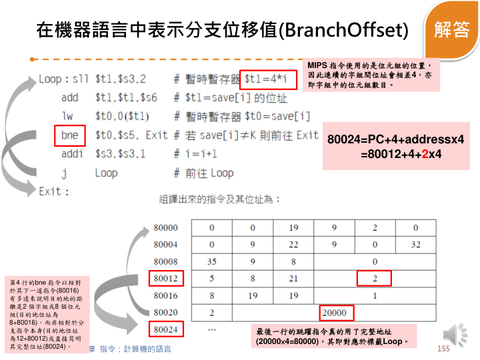 在機器語言中表示分支位移值(BranchOffset)
解答
MIPS 指令使用的是位元組的位置，
因此連續的字組間位址會相差4，亦
即字組中的位元組數目。
Loop：sll $t1,$s3,2 # 暫時暫存器 $t1=4*i
add $t1,$t1,$s6 # $t1=save[i] 的位址
lw $t0,0($t1) # 暫時暫存器 $t0=save[i]
bne $t0,$s5, Exit # 若 save[i]≠K 則前往 Exit
addi $s3,$s3,1 # i=i+1
j Loop # 前往 Loop
Exit：
80024=PC+4+addressx4
=80012+4+2x4
組譯出來的指令及其位址為：
80000 0 0 19 9 2 0
80004 0 9 22 9 0 32
80008 35 9 8 0
80012 5 8 21 2
80016 8 19 19 1
80020 2 20000
80024 …
第4 行的bne 指令以相對
於其下一道指令(80016)
有多遠來說明目的地的距
離是2 個字組或8 個位元
組(目的地位址為
8+80016)，而非相對於分
支指令本身(目的地位址
為12+80012)或直接寫明
其完整位址(80024)。
最後一行的跳躍指令真的用了完整地址
(20000x4=80000)，其即對應於標籤Loop。
章 指令：計算機的語言
155